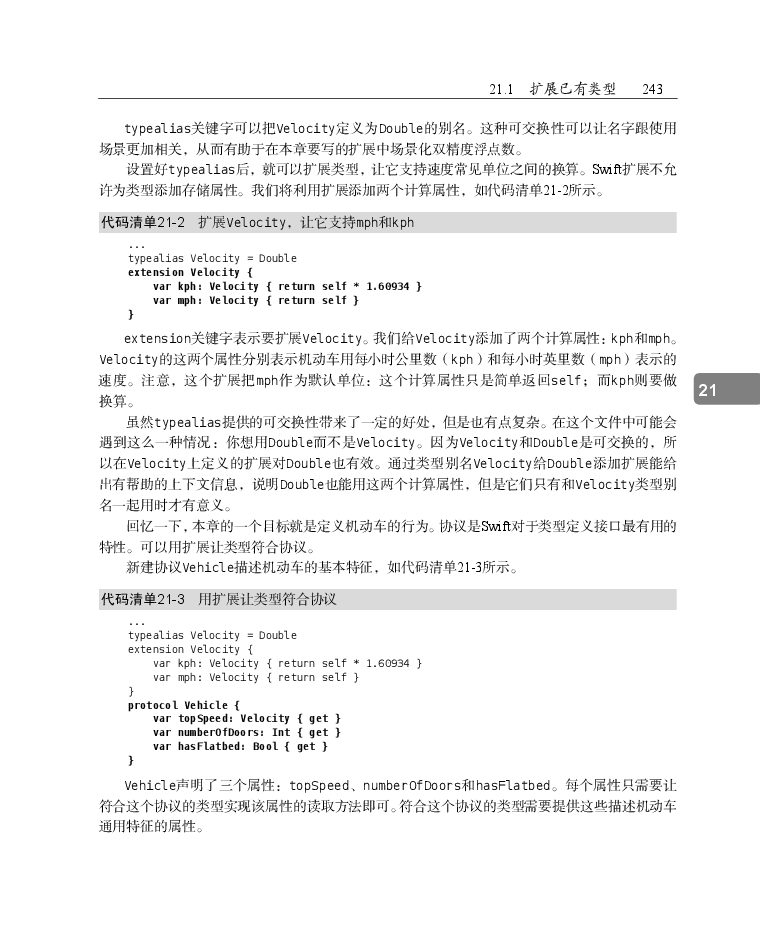 21.1 扩展已有类型 243
typealias关键字可以把Velocity定义为Double的别名。这种可交换性可以让名字跟使用
场景更加相关，从而有助于在本章要写的扩展中场景化双精度浮点数。
设置好typealias后，就可以扩展类型，让它支持速度常见单位之间的换算。Swift扩展不允
许为类型添加存储属性。我们将利用扩展添加两个计算属性，如代码清单21-2所示。
代码清单21-2 扩展Velocity，让它支持mph和kph
...
typealias Velocity = Double
extension Velocity {
    var kph: Velocity { return self * 1.60934 }
    var mph: Velocity { return self }
}
extension关键字表示要扩展Velocity。我们给Velocity添加了两个计算属性：kph和mph。
Velocity的这两个属性分别表示机动车用每小时公里数（kph）和每小时英里数（mph）表示的
速度。注意，这个扩展把mph作为默认单位：这个计算属性只是简单返回self；而kph则要做
换算。
21
虽然typealias提供的可交换性带来了一定的好处，但是也有点复杂。在这个文件中可能会
遇到这么一种情况：你想用Double而不是Velocity。因为Velocity和Double是可交换的，所
以在Velocity上定义的扩展对Double也有效。通过类型别名Velocity给Double添加扩展能给
出有帮助的上下文信息，说明Double也能用这两个计算属性，但是它们只有和Velocity类型别
名一起用时才有意义。
回忆一下，本章的一个目标就是定义机动车的行为。协议是Swift对于类型定义接口最有用的
特性。可以用扩展让类型符合协议。
新建协议Vehicle描述机动车的基本特征，如代码清单21-3所示。
代码清单21-3 用扩展让类型符合协议
...
typealias Velocity = Double
extension Velocity {
    var kph: Velocity { return self * 1.60934 }
    var mph: Velocity { return self }
}
protocol Vehicle {
    var topSpeed: Velocity { get }
    var numberOfDoors: Int { get }
    var hasFlatbed: Bool { get }
}
Vehicle声明了三个属性：topSpeed、numberOfDoors和hasFlatbed。每个属性只需要让
符合这个协议的类型实现该属性的读取方法即可。符合这个协议的类型需要提供这些描述机动车
通用特征的属性。